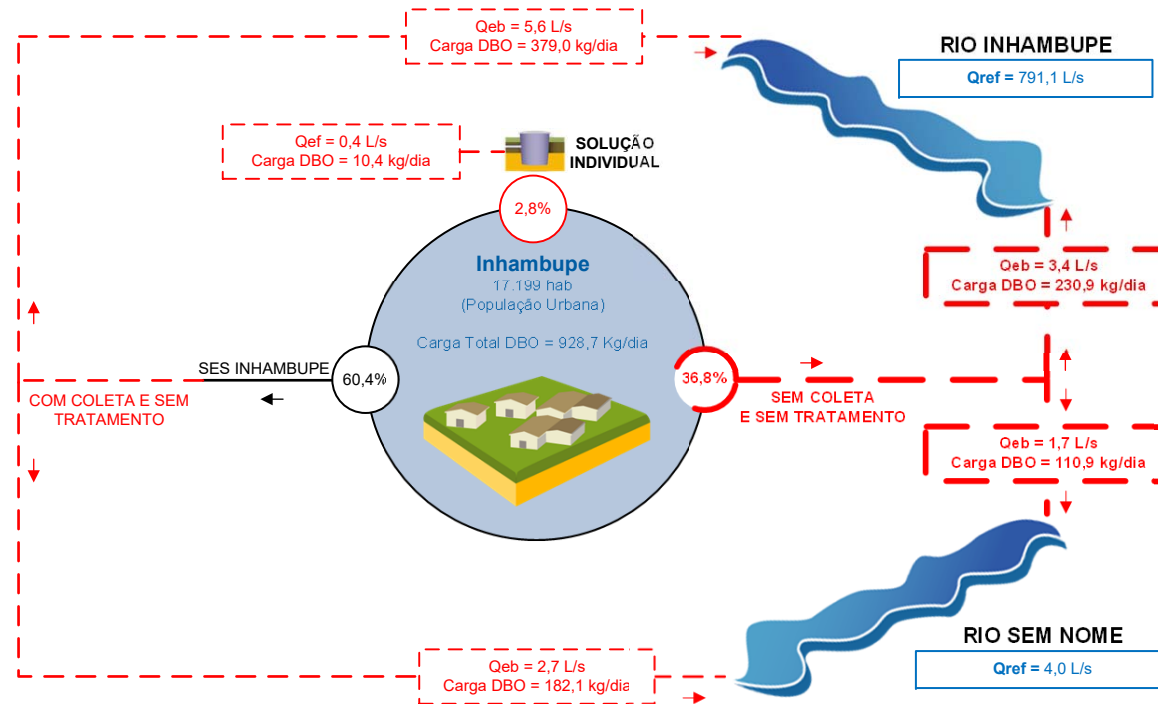 Qeb = 5,6 L/s
Carga DBO = 379,0 kg/dia
RIO INHAMBUPE
Qref = 791,1 L/s
Qef = 0,4 L/s
Carga DBO = 10,4 kg/dia
SOLUÇÃO
INDIVIDUAL
2,8%
Inhambupe
17.199 hab
(População Urbana)
Carga Total DBO = 928,7 Kg/dia
Qeb = 3,4 L/s
Carga DBO = 230,9 kg/dia
SES INHAMBUPE
60,4%
36,8%
COM COLETA E SEM
TRATAMENTO
SEM COLETA
E SEM TRATAMENTO
Qeb = 1,7 L/s
Carga DBO = 110,9 kg/dia
RIO SEM NOME
Qref = 4,0 L/s
Qeb = 2,7 L/s
Carga DBO = 182,1 kg/dia